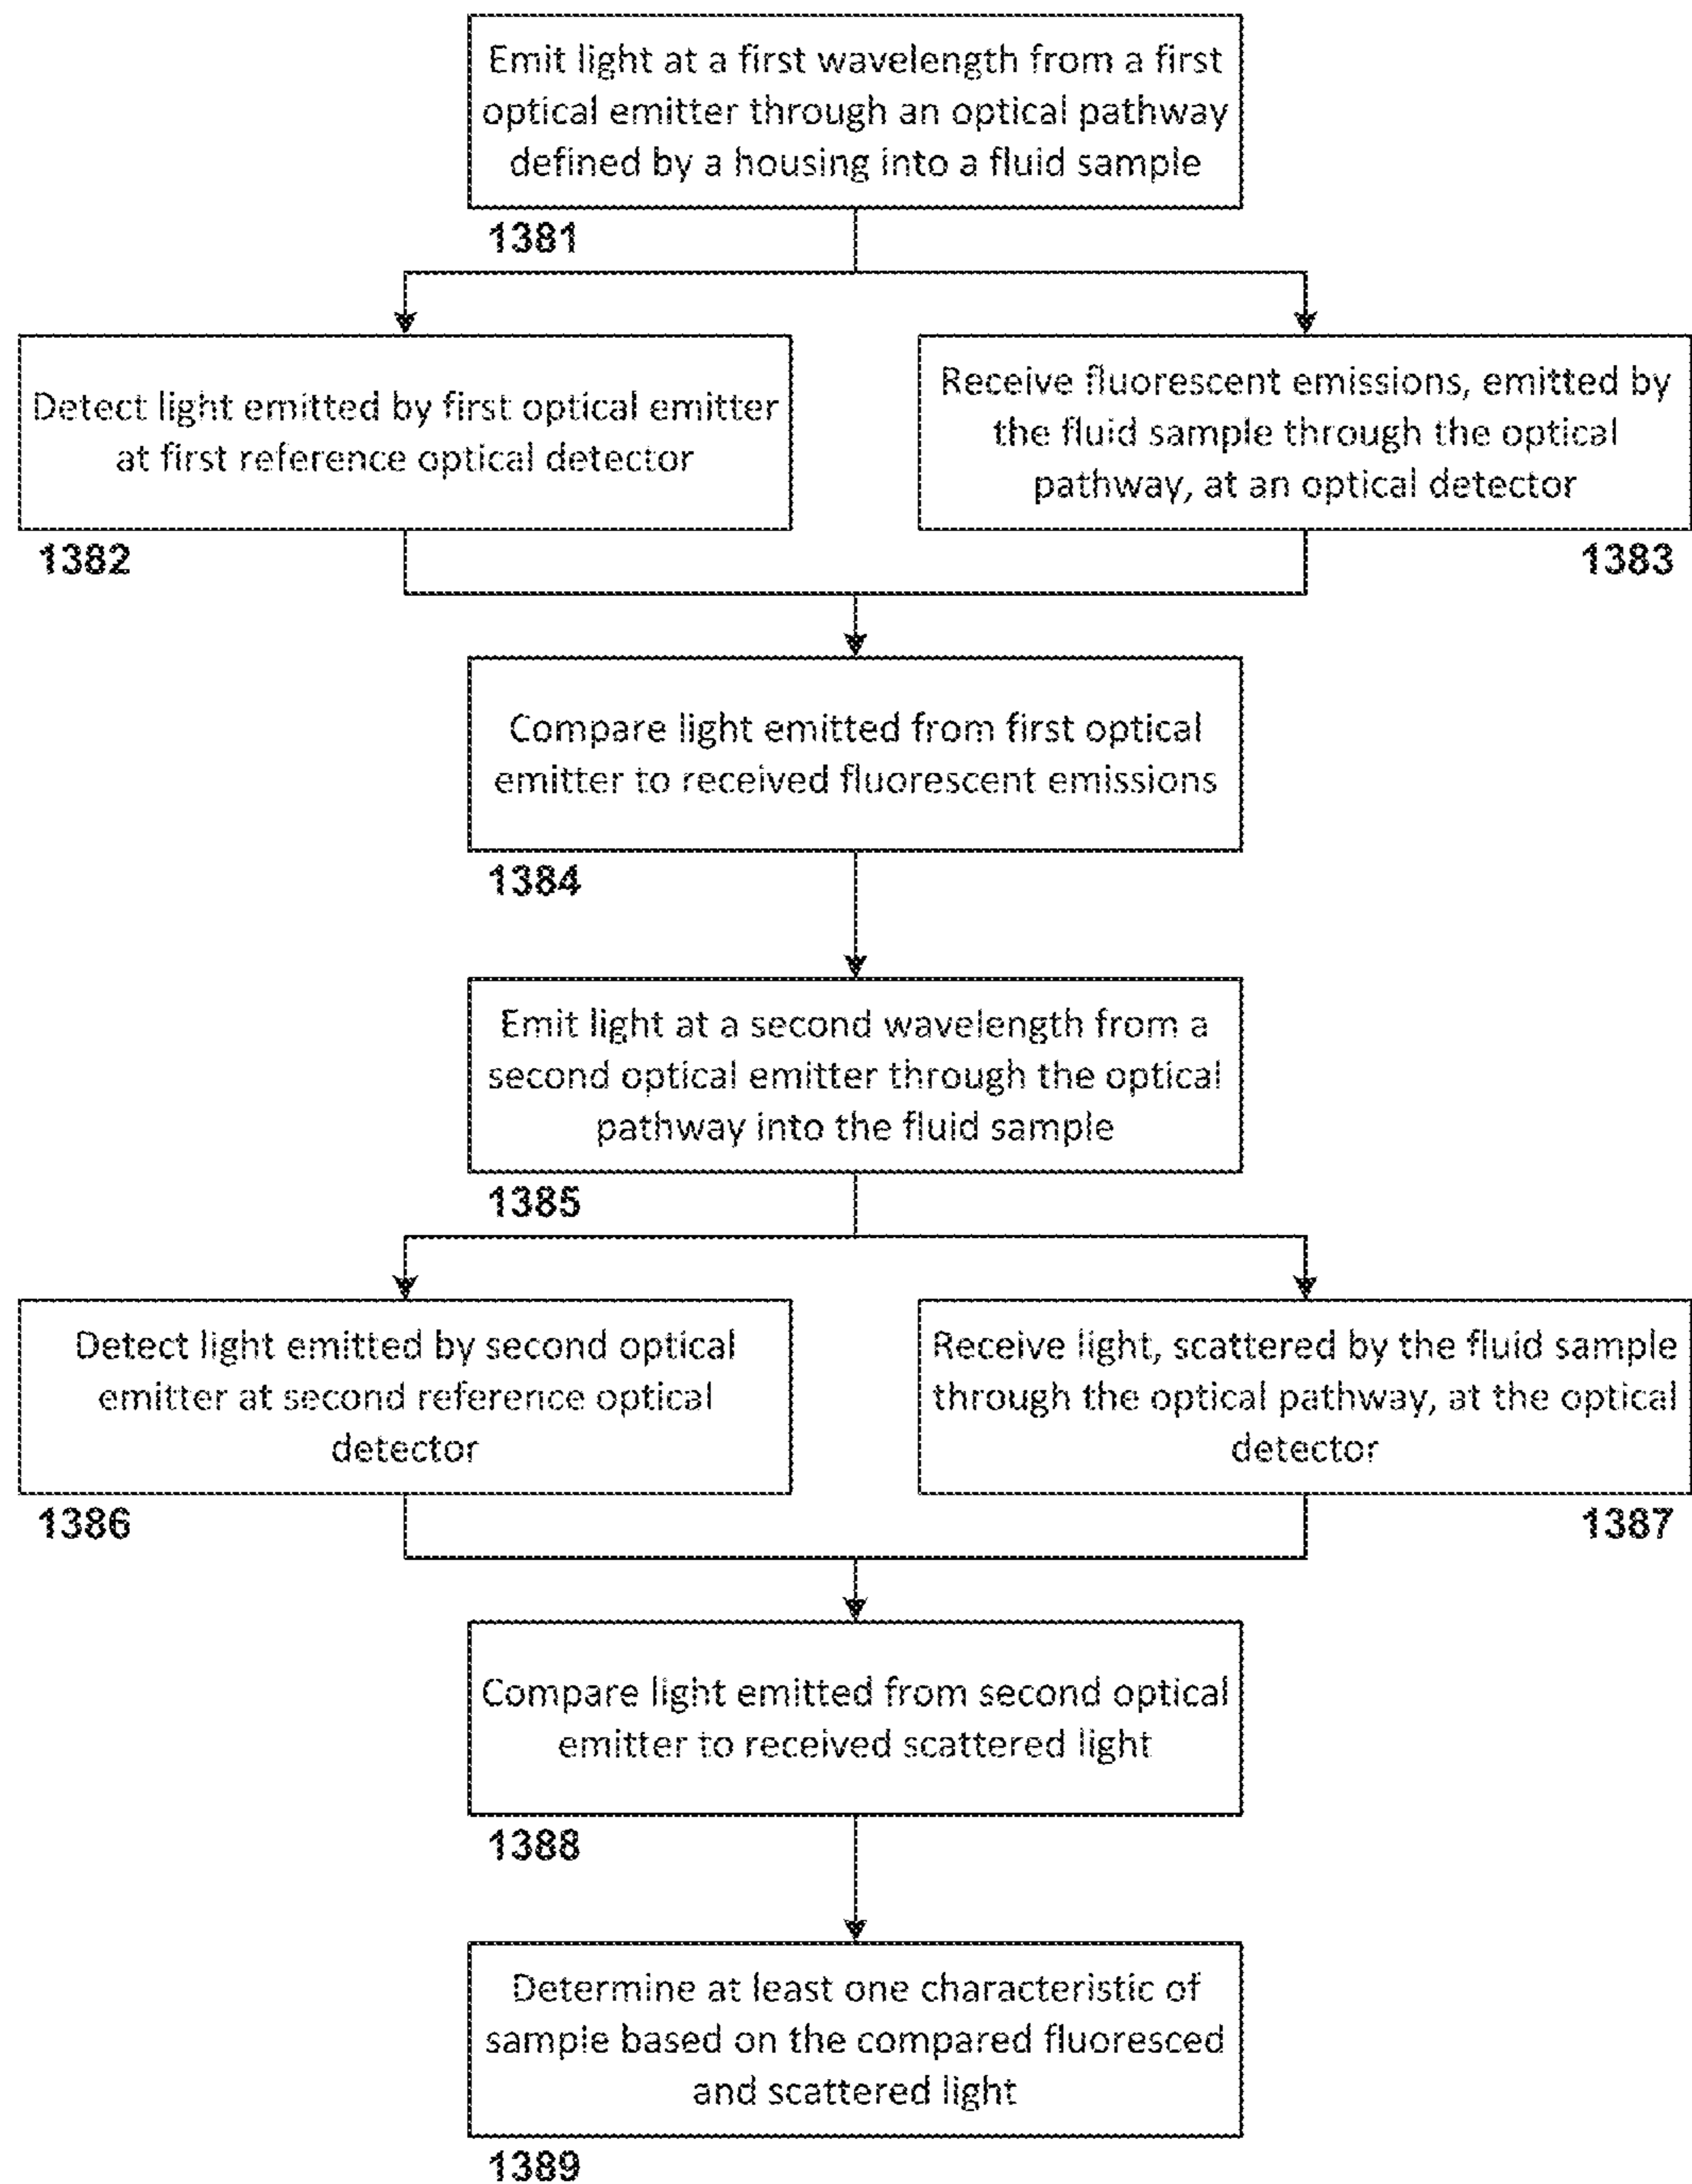 Emit light at a first wavelength from a first
optical emitter through an optical pathway
defined by a housing into a fluid sample
1381
Detect light emitted by first optical emitter
at first reference optical detector
1382
Receive fluorescent emissions, emitted by
the fluid sample through the optical
pathway, at an optical detector
1383
Compare light emitted from first optical
emitter to received fluorescent emissions
1384
Emit light at a second wavelength from a
second optical emitter through the optical
pathway into the fluid sample
1385
Detect light emitted by second optical
emitter at second reference optical
detector
1386
Receive light, scattered by the fluid sample
through the optical pathway, at the optical
detector
1387
Compare light emitted from second optical
emitter to received scattered light
1388
Determine at least one characteristic of
sample based on the compared fluoresced
and scattered light
1389